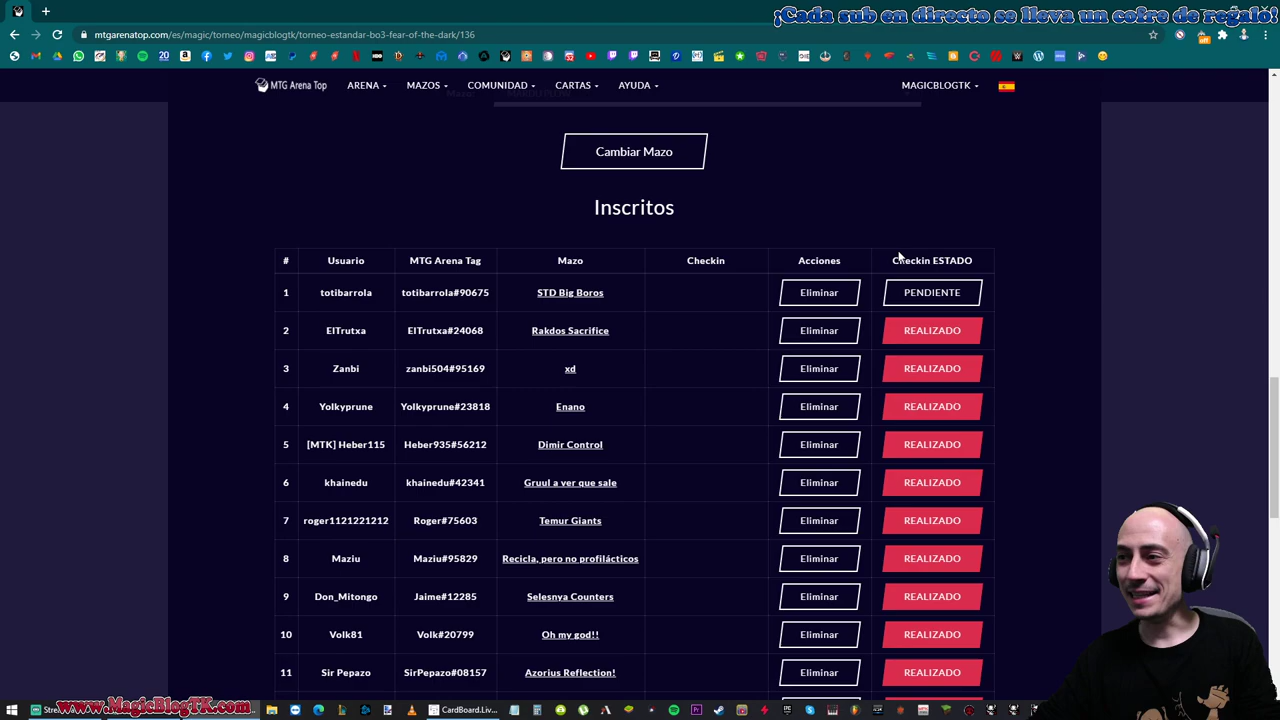 ¡Cada sub en directo se lleva un cofre de regalo!
mtgarenatop.com/es/magic/torneo/magicblogtk/torneo-estandar-bo3-fear-of-the-dark/136
MTG Arena Top ARENA MAZOS COMUNIDAD CARTAS AYUDA MAGICBLOGTK
Cambiar Mazo
Inscritos
# Usuario MTG Arena Tag Mazo Checkin Acciones Checkin ESTADO
1 totibarrola totibarrola#90675 STD Big Boros Eliminar PENDIENTE
2 ElTrutxa ElTrutxa#24068 Rakdos Sacrifice Eliminar REALIZADO
3 Zanbi zanbi504#95169 xd Eliminar REALIZADO
4 Yolkyprune Yolkyprune#23818 Enano Eliminar REALIZADO
5 [MTK] Heber115 Heber935#56212 Dimir Control Eliminar REALIZADO
6 khainedu khainedu#42341 Gruul a ver que sale Eliminar REALIZADO
7 roger1121221212 Roger#75603 Temur Giants Eliminar REALIZADO
8 Maziu Maziu#95829 Recicla, pero no profilácticos Eliminar REALIZADO
9 Don_Mitongo Jaime#12285 Selesnya Counters Eliminar REALIZADO
10 Volk81 Volk#20799 Oh my god!! Eliminar REALIZADO
11 Sir Pepazo SirPepazo#08157 Azorius Reflection! Eliminar REALIZADO
Stre
www.MagicBlogTK.com
CardBoard.Liv...